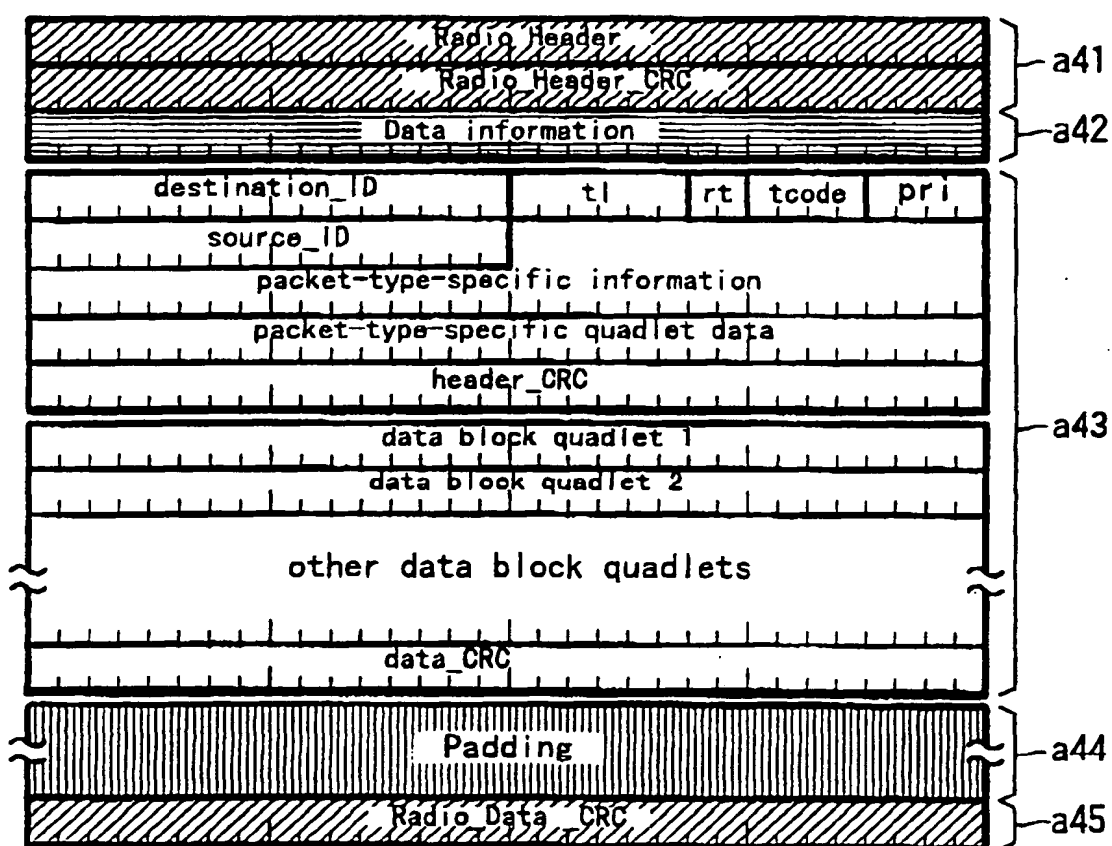 Radio Header
Radio_Header_CRC
a41
Data information
a42
destination_ID tl rt tcode pri
source_ID
packet-type-specific information
packet-type-specific quadlet data
header_CRC
a43
data block quadlet 1
data block quadlet 2
other data block quadlets
data_CRC
Padding
a44
Radio_Data _CRC
a45